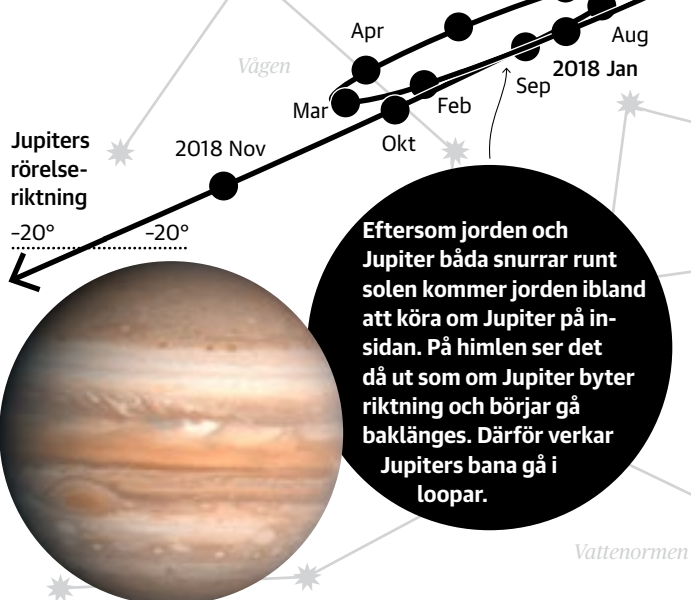 Apr
Aug
Vågen
2018 Jan
Sep
Mar
Feb
Okt
2018 Nov
Jupiters
rörelse-
riktning
-20°
-20°
Eftersom jorden och
Jupiter båda snurrar runt
solen kommer jorden ibland
att köra om Jupiter på in-
sidan. På himlen ser det
då ut som om Jupiter byter
riktning och börjar gå
baklänges. Därför verkar
Jupiters bana gå i
loopar.
Vattenormen